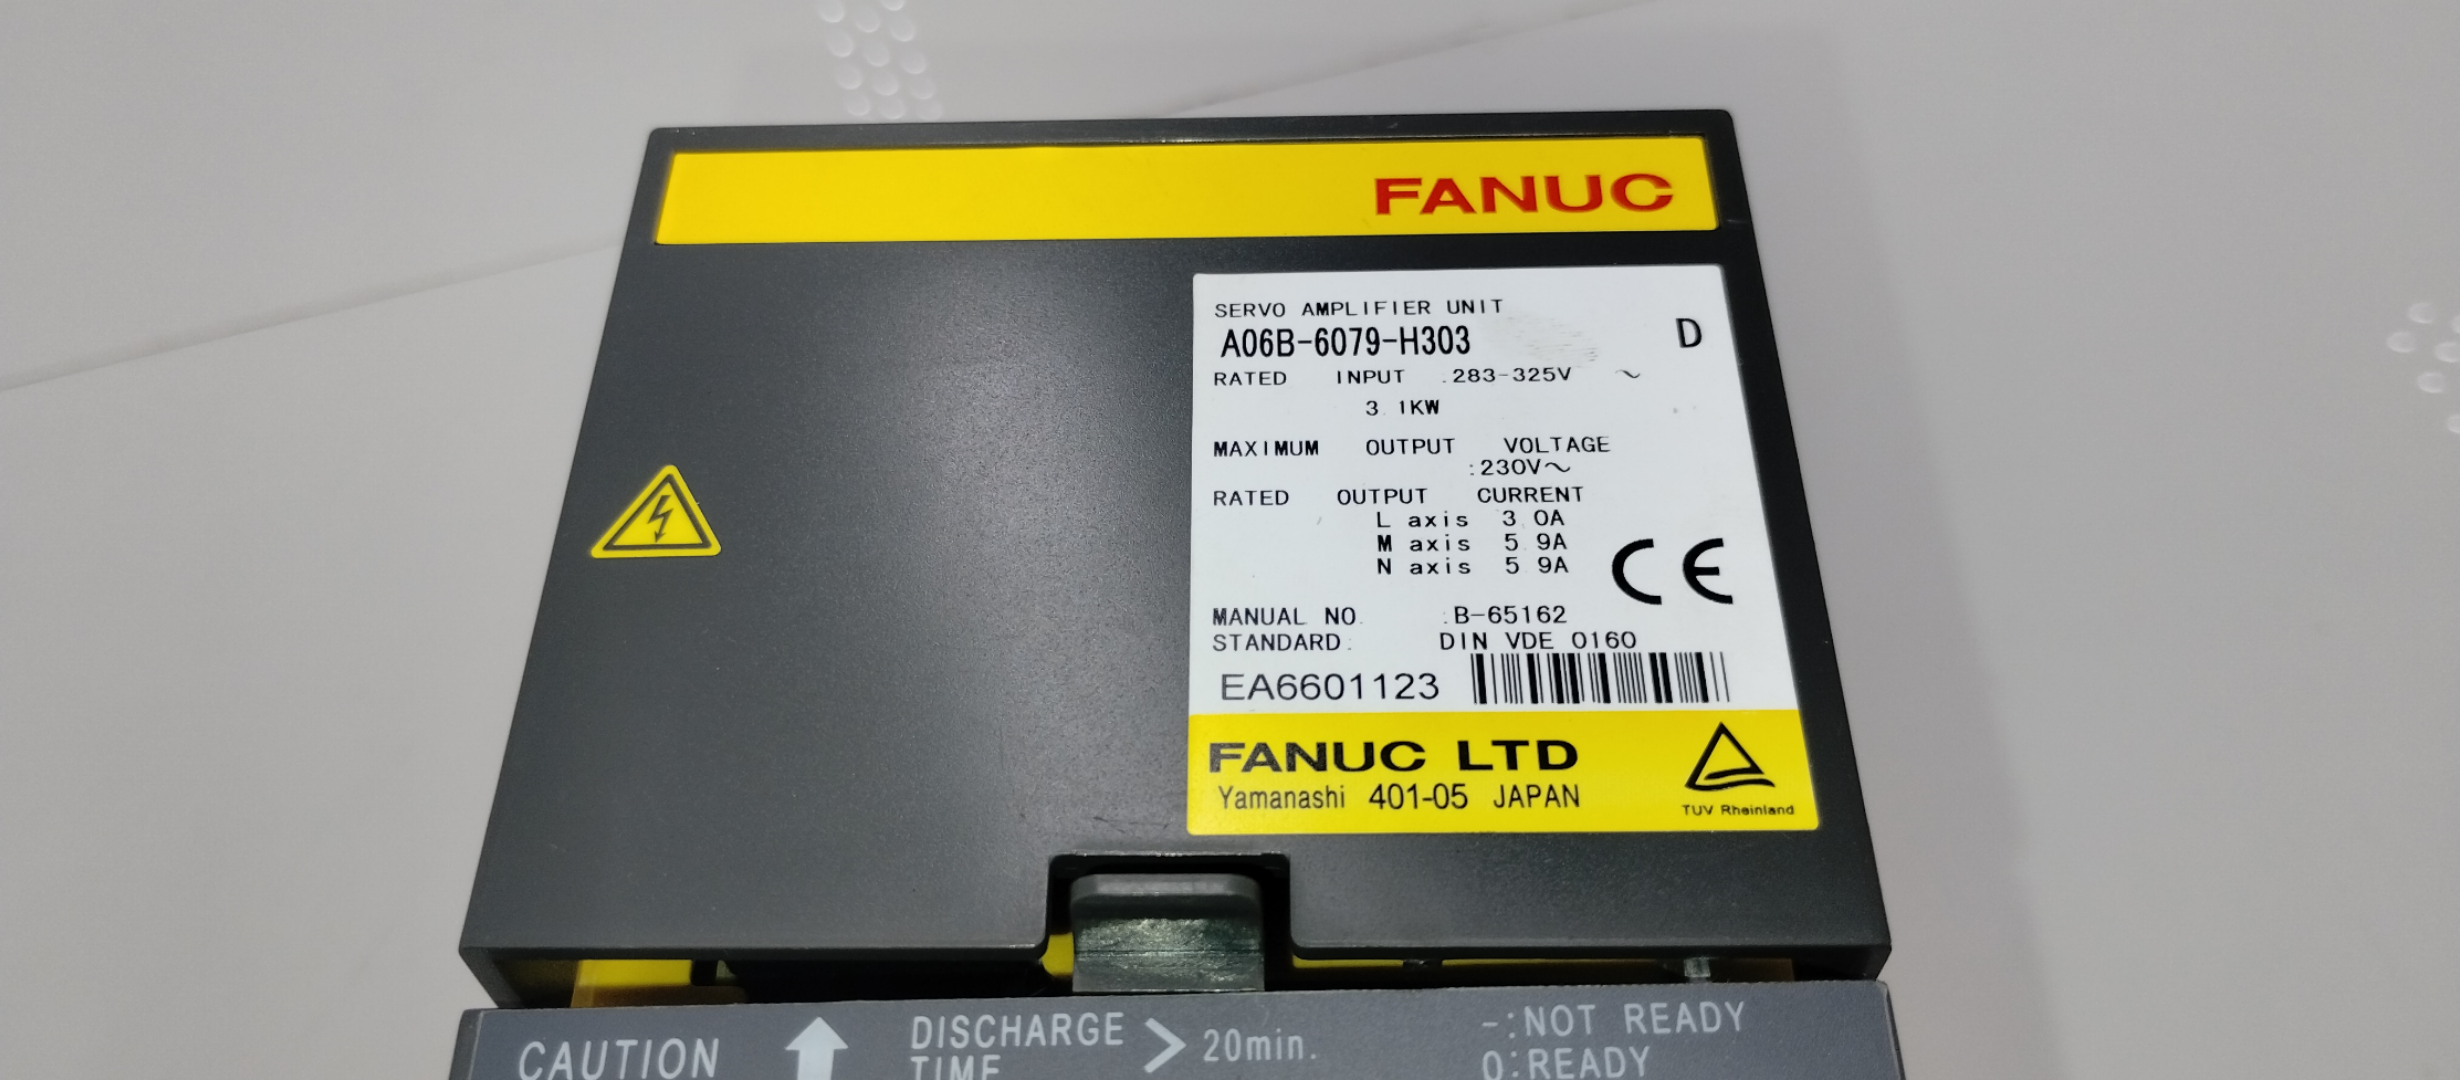 FANUC
SERVO AMPLIFIER UNIT
A06B-6079-H303 D
RATED INPUT :283-325V ~
3.1KW
MAXIMUM OUTPUT VOLTAGE
:230V~
RATED OUTPUT CURRENT
L axis 3.0A
M axis 5.9A
N axis 5.9A
CE
MANUAL NO. :B-65162
STANDARD: DIN VDE 0160
EA6601123
FANUC LTD
Yamanashi 401-05 JAPAN
TUV Rheinland
CAUTION
DISCHARGE TIME > 20min.
-:NOT READY
0:READY